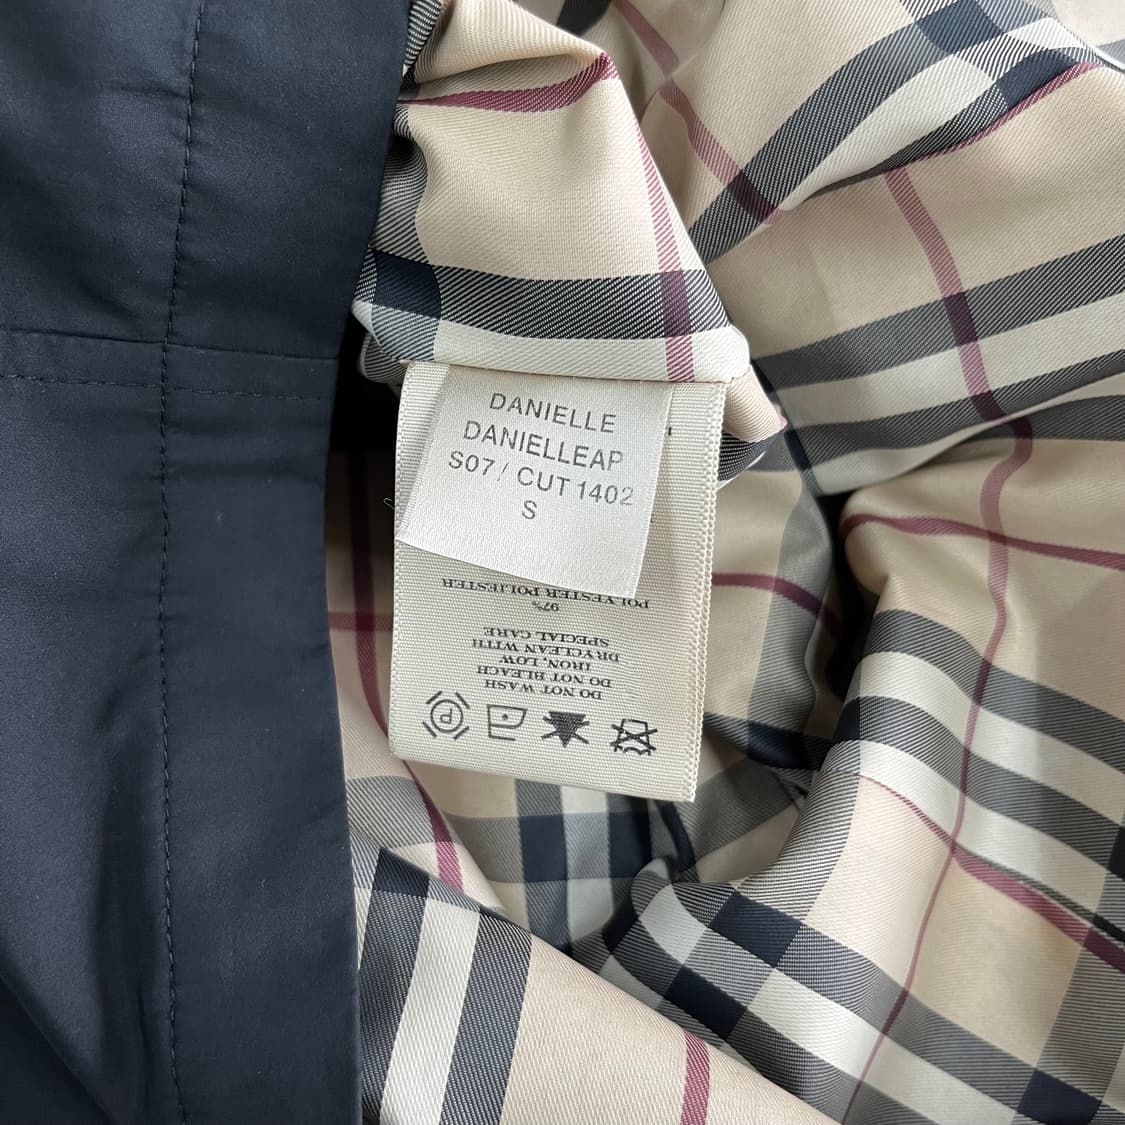 DANIELLE
DANIELLEAP
S07/ CUT 1402
S
DO NOT WASH
DO NOT BLEACH
IRON, LOW
DRYCLEAN WITH
SPECIAL CARE
97%
POLYESTER POLIESTER
P